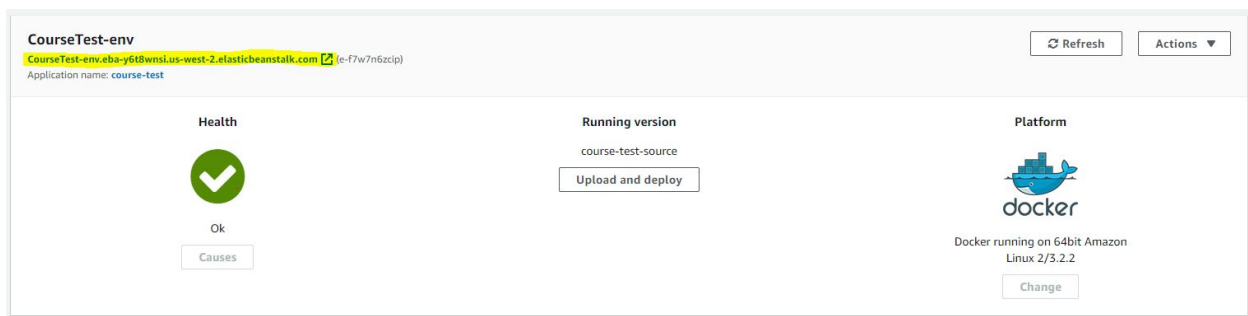 CourseTest-env
CourseTest-env.eba-y6t8wnsi.us-west-2.elasticbeanstalk.com (e-f7w7n6zcip)
Application name: course-test
Refresh
Actions
Health
Ok
Causes
Running version
course-test-source
Upload and deploy
Platform
docker
Docker running on 64bit Amazon
Linux 2/3.2.2
Change